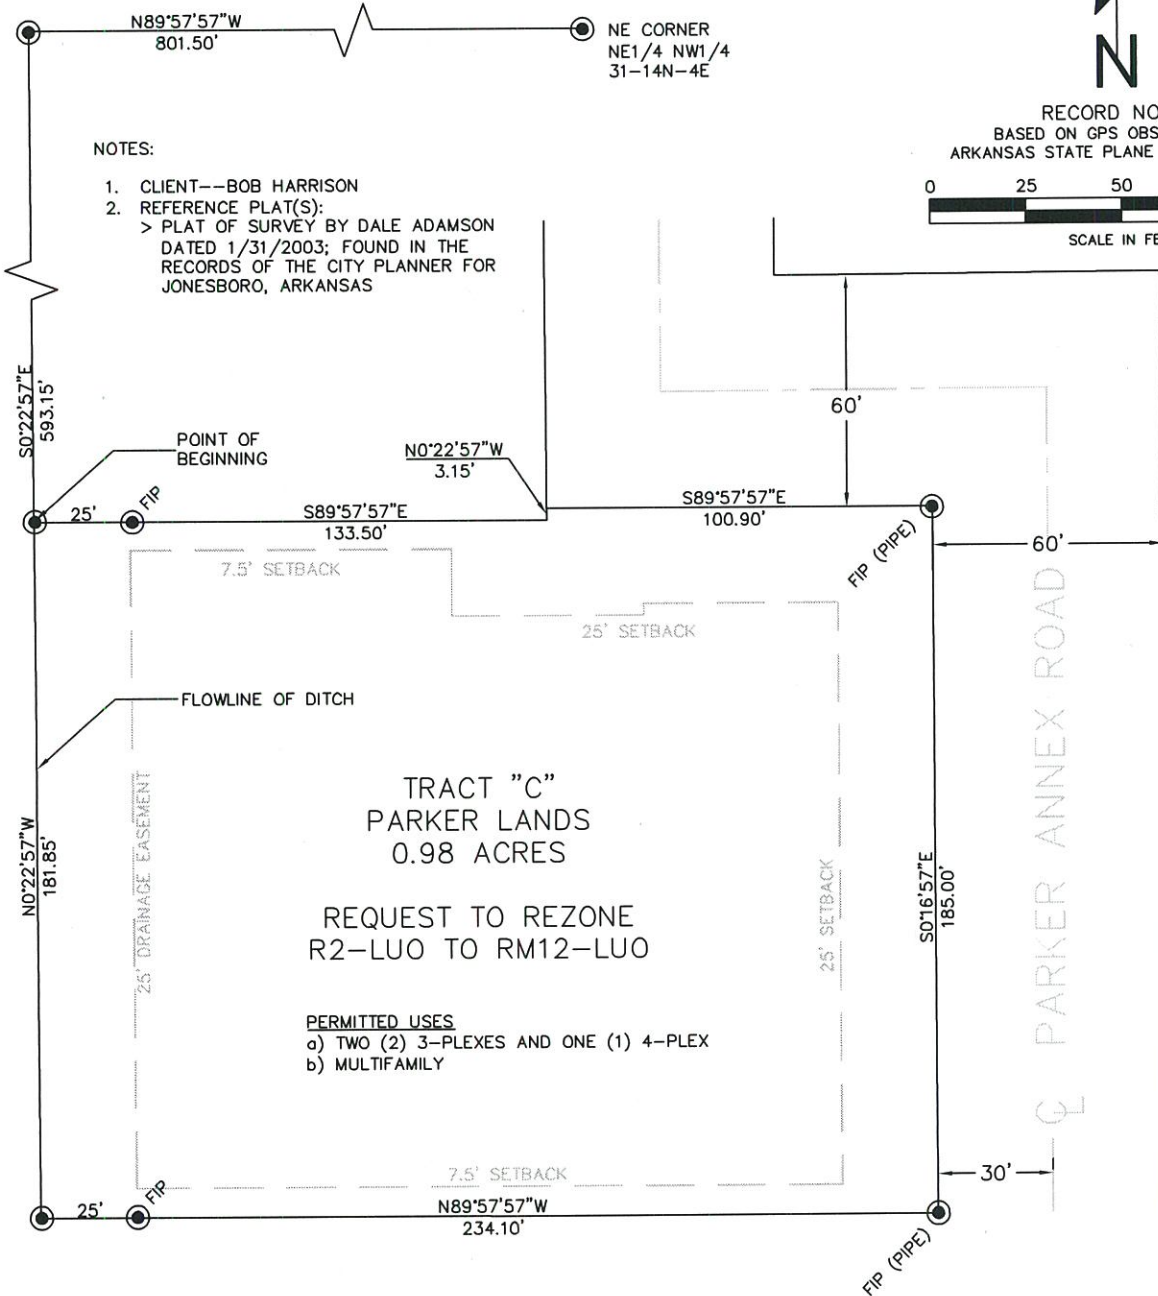 N89°57'57"W
801.50'
NE CORNER
NE1/4 NW1/4
31-14N-4E
N
RECORD NO
BASED ON GPS OBS
ARKANSAS STATE PLANE
0 25 50
SCALE IN FE
NOTES:
1. CLIENT--BOB HARRISON
2. REFERENCE PLAT(S):
> PLAT OF SURVEY BY DALE ADAMSON
DATED 1/31/2003; FOUND IN THE
RECORDS OF THE CITY PLANNER FOR
JONESBORO, ARKANSAS
S0°22'57"E
593.15'
60'
POINT OF
BEGINNING
N0°22'57"W
3.15'
25'
FIP
S89°57'57"E
133.50'
S89°57'57"E
100.90'
FIP (PIPE)
60'
7.5' SETBACK
25' SETBACK
FLOWLINE OF DITCH
N0°22'57"W
181.85'
25' DRAINAGE EASEMENT
TRACT "C"
PARKER LANDS
0.98 ACRES
REQUEST TO REZONE
R2-LUO TO RM12-LUO
PERMITTED USES
a) TWO (2) 3-PLEXES AND ONE (1) 4-PLEX
b) MULTIFAMILY
25' SETBACK
S0°16'57"E
185.00'
CL PARKER ANNEX ROAD
7.5' SETBACK
30'
25'
FIP
N89°57'57"W
234.10'
FIP (PIPE)